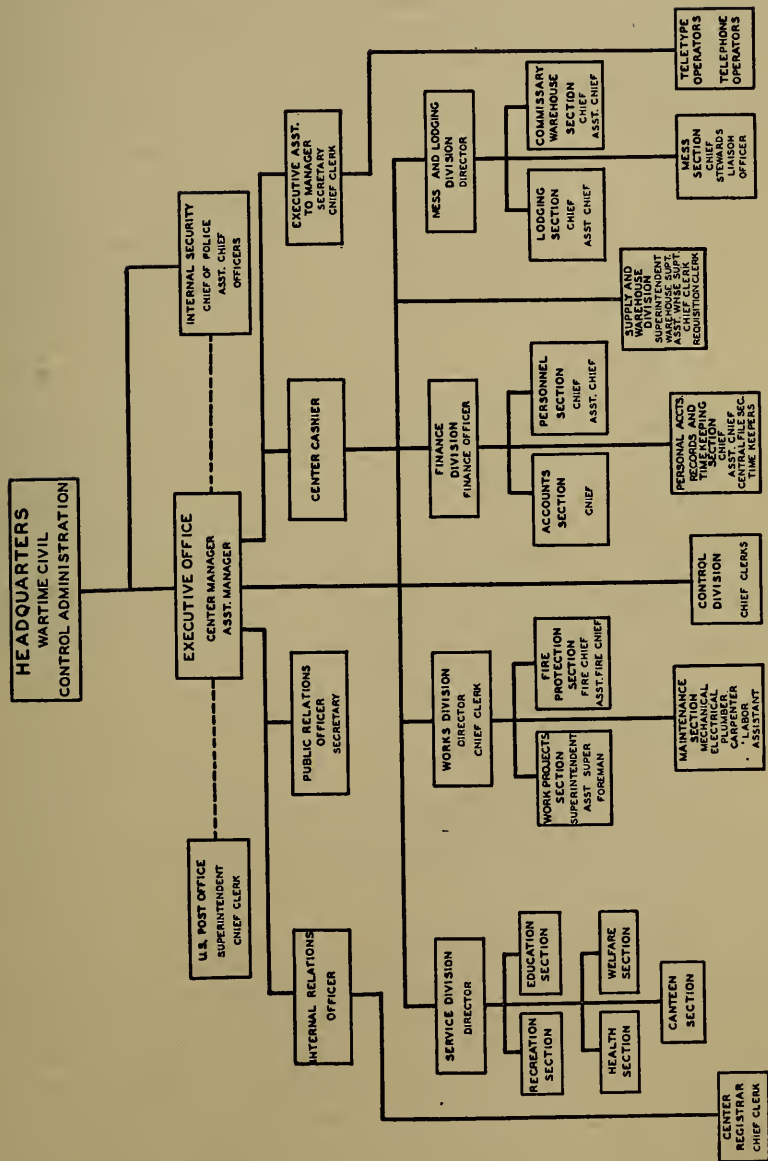 HEADQUARTERS
WARTIME CIVIL
CONTROL ADMINISTRATION
INTERNAL SECURITY
CHIEF OF POLICE
ASST. CHIEF
OFFICERS
U.S. POST OFFICE
SUPERINTENDENT
CHIEF CLERK
EXECUTIVE OFFICE
CENTER MANAGER
ASST. MANAGER
INTERNAL RELATIONS
OFFICER
PUBLIC RELATIONS
OFFICER
SECRETARY
CENTER CASHIER
EXECUTIVE ASST.
TO MANAGER
SECRETARY
CHIEF CLERK
SERVICE DIVISION
DIRECTOR
WORKS DIVISION
DIRECTOR
CHIEF CLERK
FINANCE
DIVISION
FINANCE OFFICER
MESS AND LODGING
DIVISION
DIRECTOR
RECREATION
SECTION
EDUCATION
SECTION
HEALTH
SECTION
WELFARE
SECTION
CANTEEN
SECTION
WORK PROJECTS
SECTION
SUPERINTENDENT
ASST SUPER
FOREMAN
FIRE
PROTECTION
SECTION
FIRE CHIEF
ASST. FIRE CHIEF
ACCOUNTS
SECTION
CHIEF
PERSONNEL
SECTION
CHIEF
ASST. CHIEF
LODGING
SECTION
CHIEF
ASST CHIEF
COMMISSARY
WAREHOUSE
SECTION
CHIEF
ASST. CHIEF
SUPPLY AND
WAREHOUSE
DIVISION
SUPERINTENDENT
WAREHOUSE SUPT.
ASST. WHSE SUPT.
CHIEF CLERK
REQUISITION CLERK
CENTER
REGISTRAR
CHIEF CLERK
MAINTENANCE
SECTION
MECHANICAL
ELECTRICAL
PLUMBER
CARPENTER
LABOR
ASSISTANT
CONTROL
DIVISION
CHIEF CLERKS
PERSONAL ACCTS.
RECORDS AND
TIME KEEPING
SECTION
CHIEF
ASST. CHIEF
CENTRAL FILE SEC.
TIME KEEPERS
MESS
SECTION
CHIEF
STEWARDS
LIAISON
OFFICER
TELETYPE
OPERATORS
TELEPHONE
OPERATORS